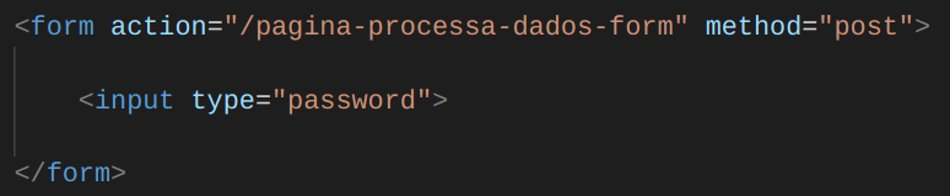 <form action="/pagina-processa-dados-form" method="post">
<input type="password">
</form>